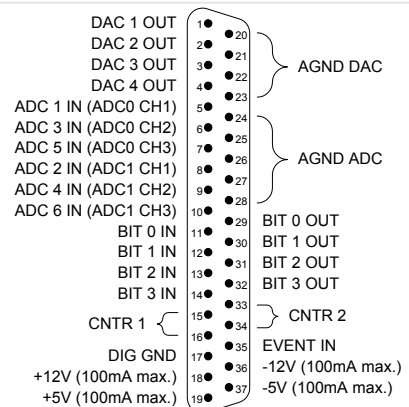 DAC 1 OUT 1
DAC 2 OUT 2
DAC 3 OUT 3
DAC 4 OUT 4
ADC 1 IN (ADC0 CH1) 5
ADC 3 IN (ADC0 CH2) 6
ADC 5 IN (ADC0 CH3) 7
ADC 2 IN (ADC1 CH1) 8
ADC 4 IN (ADC1 CH2) 9
ADC 6 IN (ADC1 CH3) 10
BIT 0 IN 11
BIT 1 IN 12
BIT 2 IN 13
BIT 3 IN 14
CNTR 1
15
16
DIG GND 17
+12V (100mA max.) 18
+5V (100mA max.) 19
20
21
22
23
AGND DAC
24
25
26
27
28
AGND ADC
29 BIT 0 OUT
30 BIT 1 OUT
31 BIT 2 OUT
32 BIT 3 OUT
33
34
CNTR 2
35 EVENT IN
36 -12V (100mA max.)
37 -5V (100mA max.)